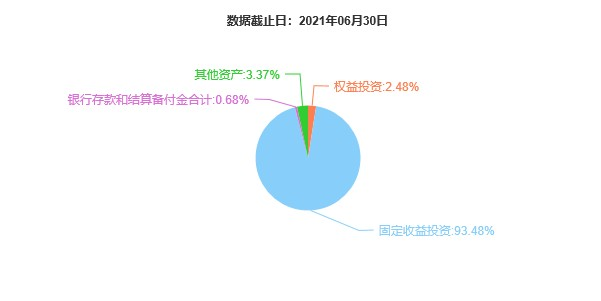 数据截止日：2021年06月30日
其他资产:3.37%
权益投资:2.48%
银行存款和结算备付金合计:0.68%
固定收益投资:93.48%